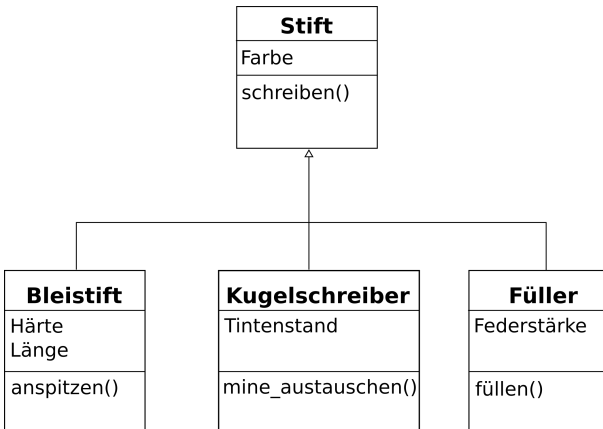 Stift
Farbe
schreiben()
Bleistift
Härte
Länge
anspitzen()
Kugelschreiber
Tintenstand
mine_austauschen()
Füller
Federstärke
füllen()